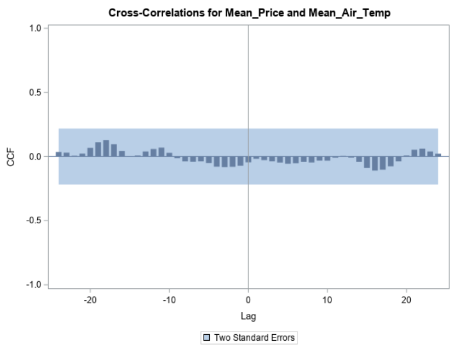 Cross-Correlations for Mean_Price and Mean_Air_Temp
1.0
0.5
0.0
-0.5
-1.0
CCF
-20 -10 0 10 20
Lag
Two Standard Errors